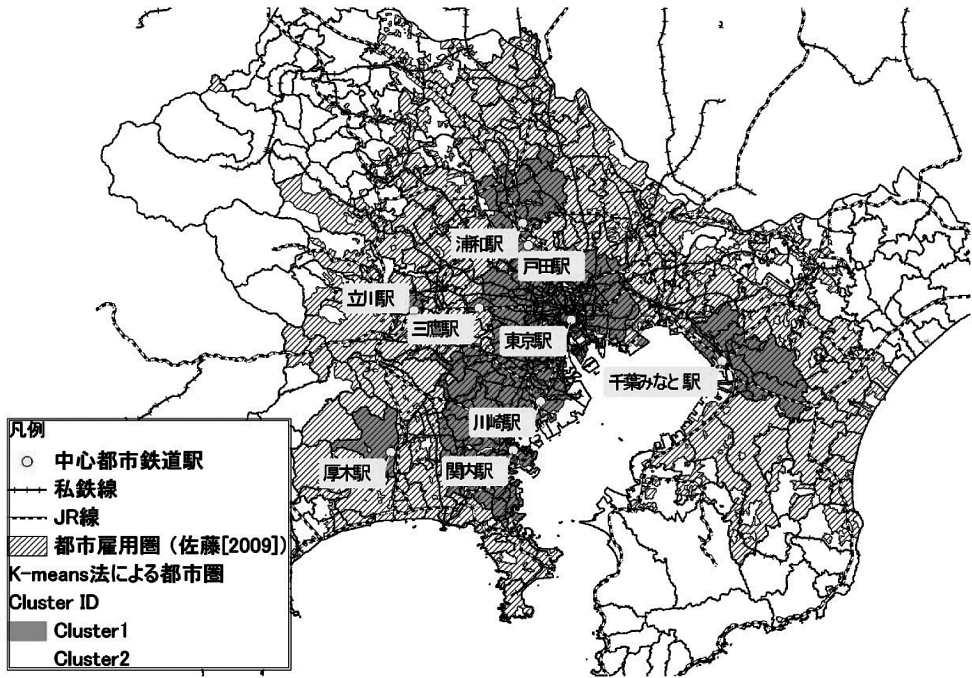 浦和駅
戸田駅
立川駅
三鷹駅
東京駅
千葉みなと駅
川崎駅
厚木駅
関内駅
凡例
中心都市鉄道駅
私鉄線
JR線
都市雇用圏（佐藤[2009]）
K-means法による都市圏
Cluster ID
Cluster1
Cluster2